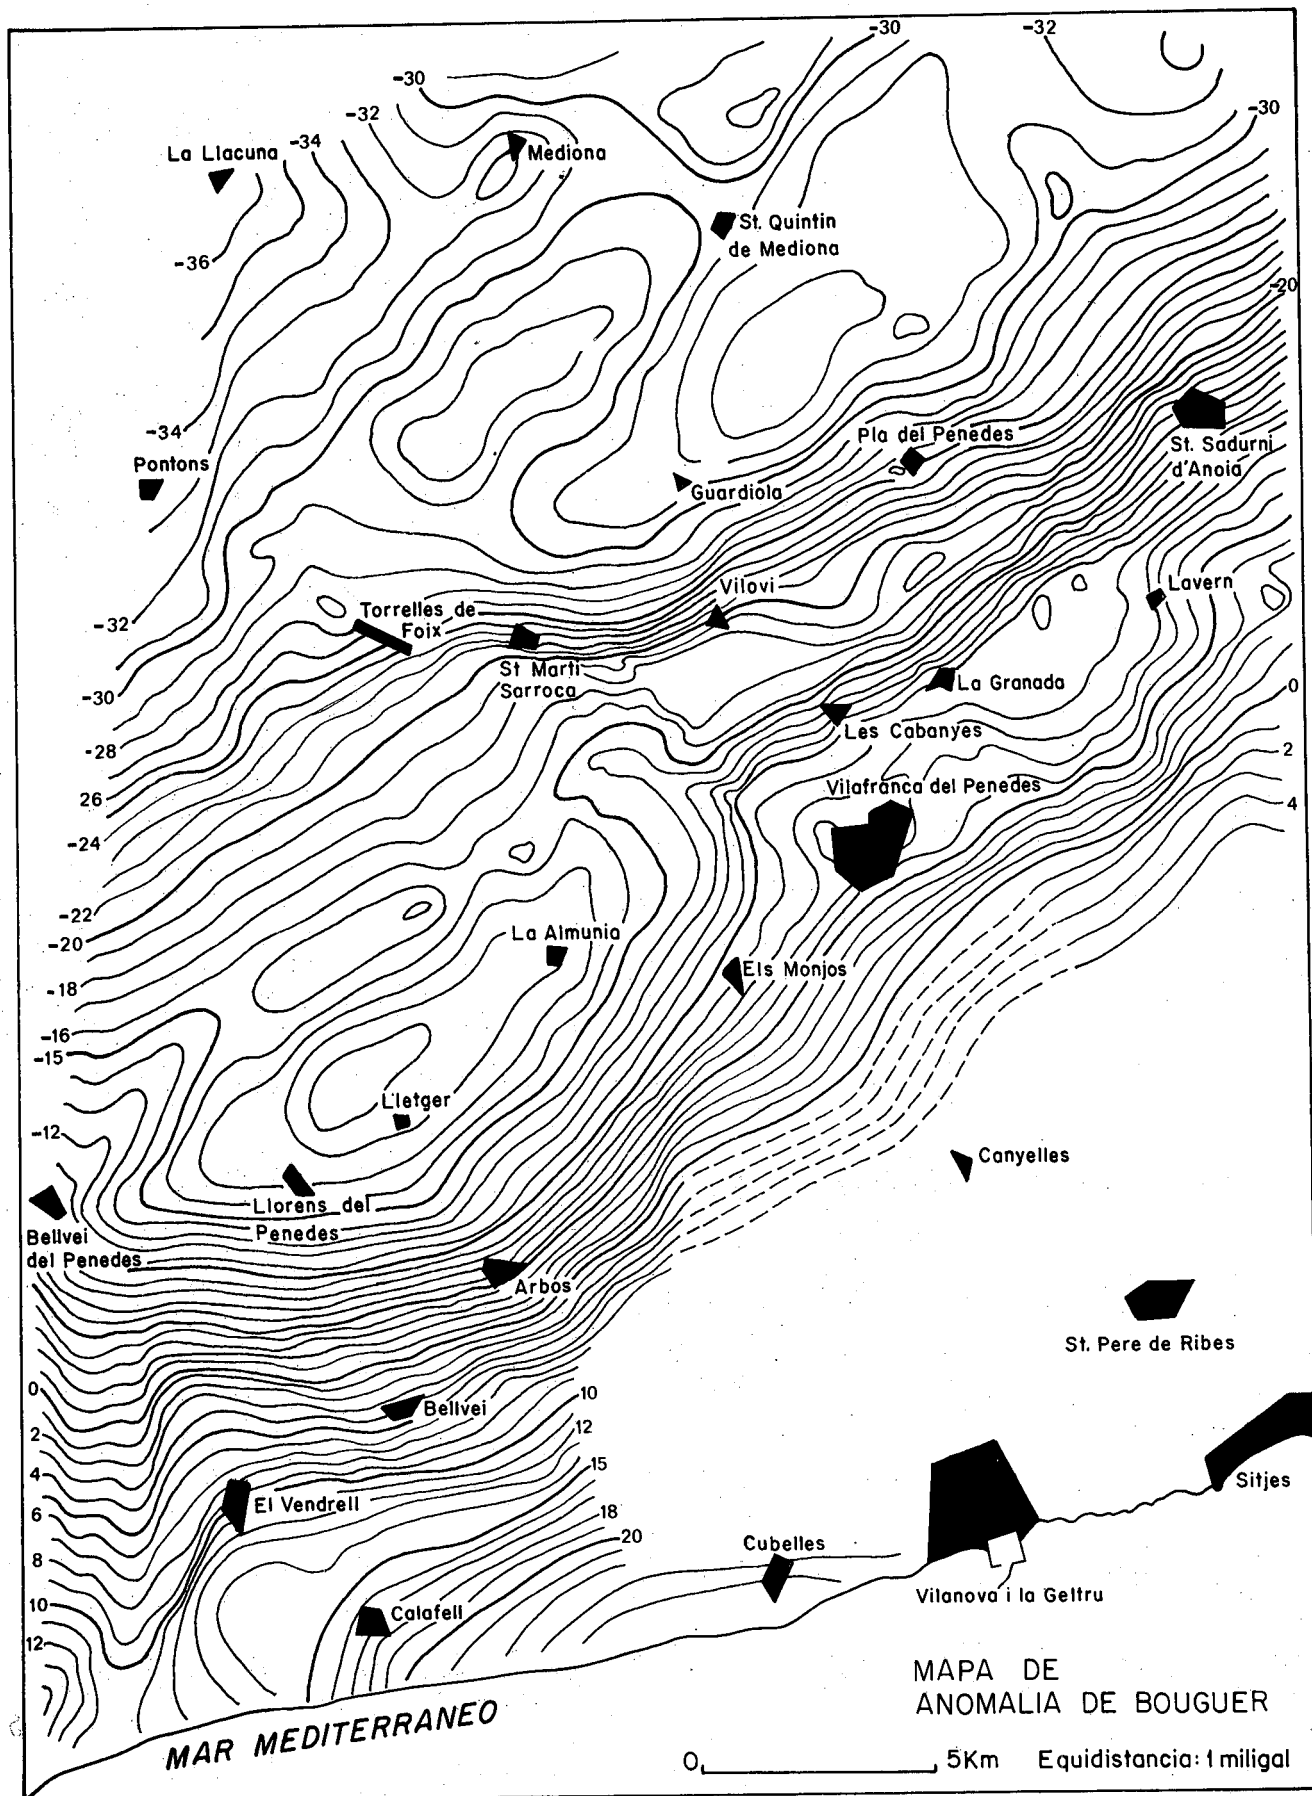 -30
-32
-30
-32
-30
La Llacuna
-34
Mediona
St. Quintin
de Mediona
-36
-20
-34
Pontons
Pla del Penedes
St. Sadurni
d'Anoia
Guardiola
Vilovi
Lavern
-32
Torrelles de
Foix
St Marti
Sarroca
La Granada
0
-30
Les Cabanyes
-28
2
26
Vilafranca del Penedes
4
-24
-22
-20
La Almunia
Els Monjos
-18
-16
-15
Lletger
-12
Canyelles
Llorens del
Penedes
Bellvei
del Penedes
Arbos
St. Pere de Ribes
0
10
Bellvei
2
12
4
15
El Vendrell
Sitjes
6
18
20
8
Cubelles
10
Calafell
Vilanova i la Geltru
12
MAPA DE
ANOMALIA DE BOUGUER
MAR MEDITERRANEO
0 5Km Equidistancia: 1 miligal